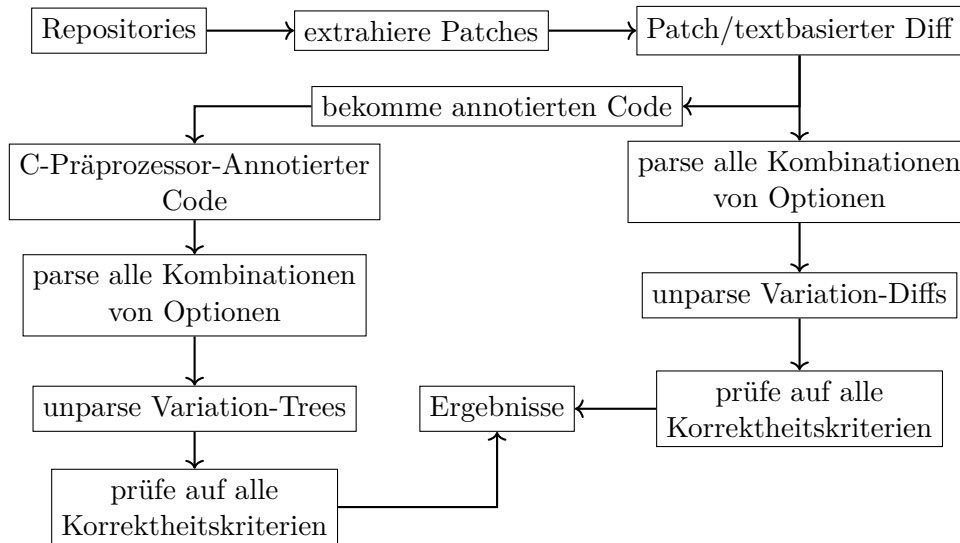 Repositories
extrahiere Patches
Patch/textbasierter Diff
bekomme annotierten Code
C-Präprozessor-Annotierter
Code
parse alle Kombinationen
von Optionen
parse alle Kombinationen
von Optionen
unparse Variation-Diffs
unparse Variation-Trees
Ergebnisse
prüfe auf alle
Korrektheitskriterien
prüfe auf alle
Korrektheitskriterien